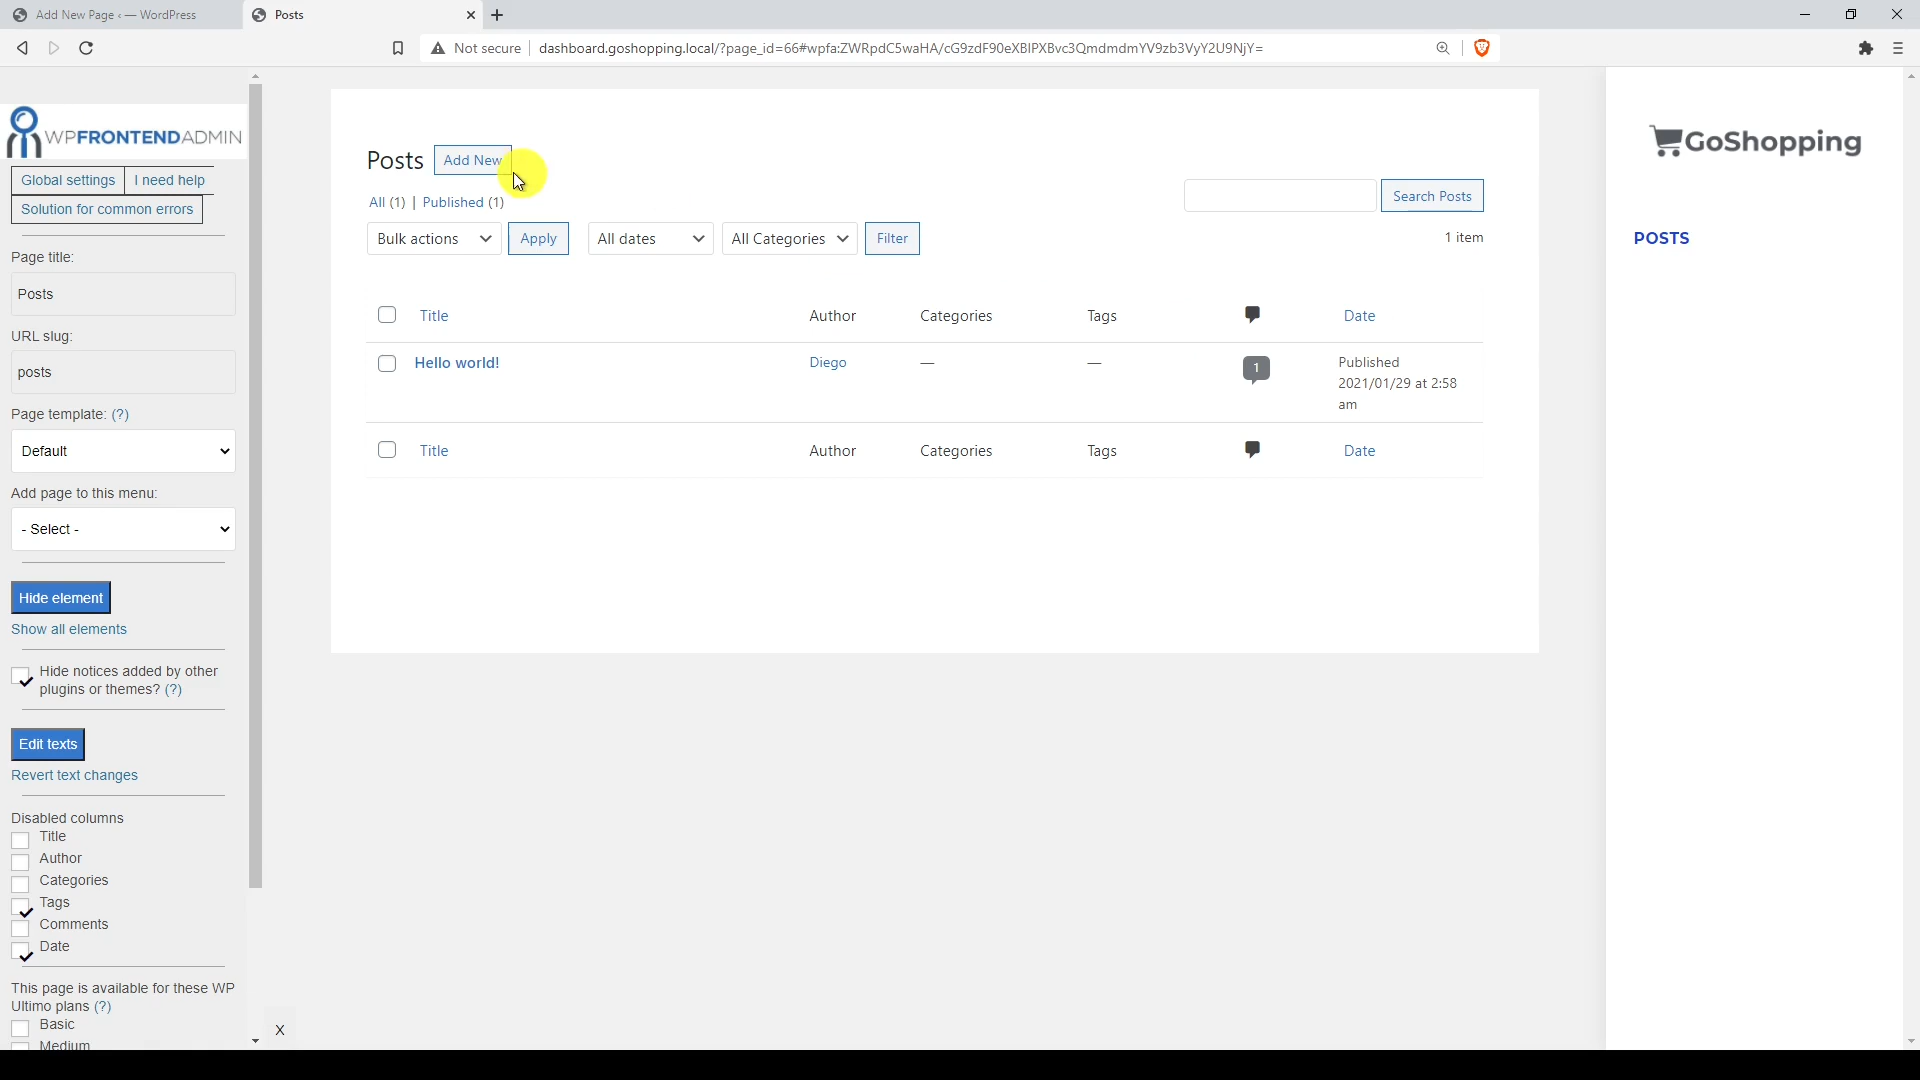 Add New Page ‹ — WordPress
Posts
Not secure
dashboard.goshopping.local/?page_id=66#wpfa:ZWRpdC5waHA/cG9zdF90eXBlPXBvc3QmdmdmYV9zb3VyY2U9NjY=
WPFRONTENDADMIN
Global settings
I need help
Solution for common errors
Page title:
Posts
URL slug:
posts
Page template: (?)
Default
Add page to this menu:
- Select -
Hide element
Show all elements
Hide notices added by other
plugins or themes? (?)
Edit texts
Revert text changes
Disabled columns
Title
Author
Categories
Tags
Comments
Date
This page is available for these WP
Ultimo plans (?)
Basic
Medium
X
Posts
Add New
All (1) | Published (1)
Search Posts
Bulk actions
Apply
All dates
All Categories
Filter
1 item
Title Author Categories Tags Date
Hello world! Diego — — 1 Published
2021/01/29 at 2:58
am
Title Author Categories Tags Date
GoShopping
POSTS